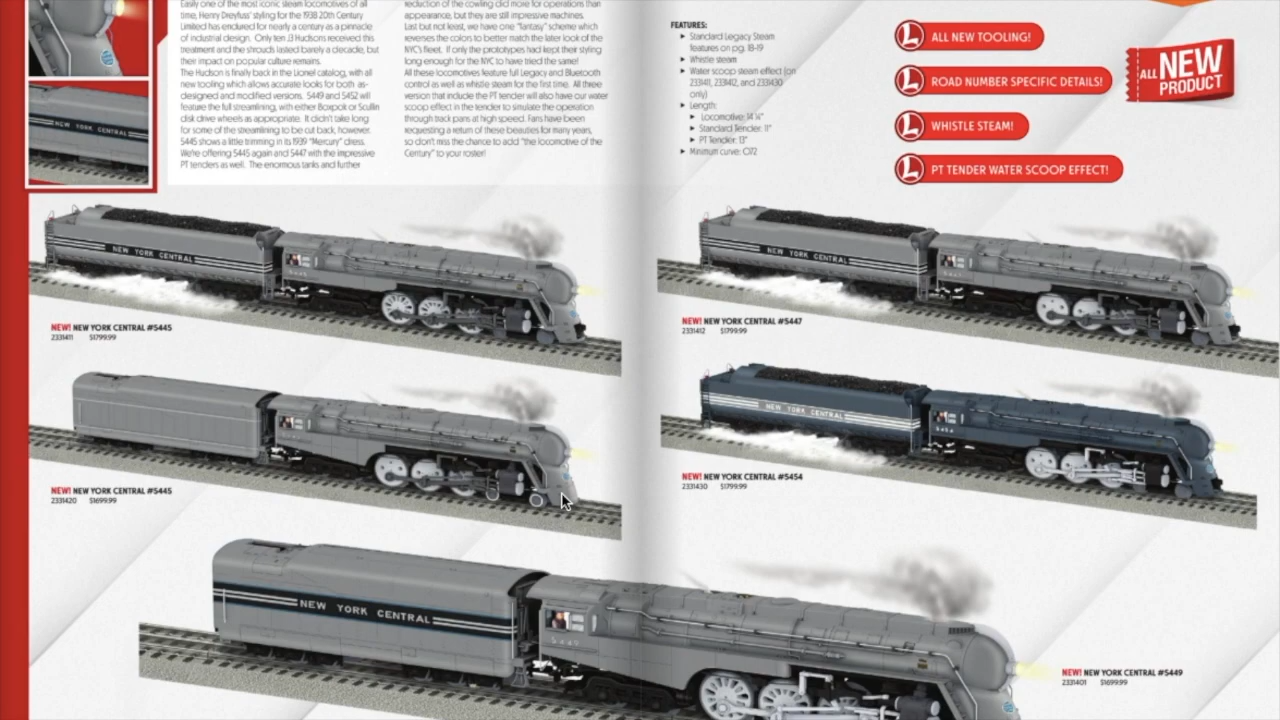 Easily one of the most iconic steam locomotives of all
time, Henry Dreyfuss' styling for the 1938 20th Century
Limited has endured for nearly a century as a pinnacle
of industrial design. Only ten J3 Hudsons received this
treatment and the shrouds lasted barely a decade, but
their impact on popular culture remains.
The Hudson is finally back in the Lionel catalog, with all
new tooling which allows accurate looks for both as-
designed and modified versions. 5449 and 5452 will
feature the full streamlining, with either Boxpok or Scullin
disk drive wheels as appropriate. It didn't take long
for some of the streamlining to be cut back, however.
5445 shows a little trimming in its 1939 "Mercury" dress.
We're offering 5445 again and 5447 with the impressive
PT tenders as well. The enormous tanks and further
reduction of the cowling did more for operations than
appearance, but they are still impressive machines.
Last but not least, we have one "fantasy" scheme which
reverses the colors to better match the later look of the
NYC's fleet. If only the prototypes had kept their styling
long enough for the NYC to have tried the same!
All these locomotives feature full Legacy and Bluetooth
control as well as whistle steam for the first time. All three
version that include the PT tender will also have our water
scoop effect in the tender to simulate the operation
through track pans at high speed. Fans have been
requesting a return of these beauties for many years,
so don't miss the chance to add "the locomotive of the
Century" to your roster!
FEATURES:
Standard Legacy Steam
features on pg. 18-19
Whistle steam
Water scoop steam effect (on
2331411, 2331412, and 2331430
only)
Length:
Locomotive: 14 ¼"
Standard Tender: 11"
PT Tender: 13"
Minimum curve: O72
L ALL NEW TOOLING!
L ROAD NUMBER SPECIFIC DETAILS!
L WHISTLE STEAM!
L PT TENDER WATER SCOOP EFFECT!
ALL NEW
PRODUCT
NEW YORK CENTRAL
NEW YORK CENTRAL
NEW YORK CENTRAL
NEW! NEW YORK CENTRAL #5445
2331411 $1799.99
NEW! NEW YORK CENTRAL #5447
2331412 $1799.99
NEW YORK CENTRAL
NEW! NEW YORK CENTRAL #5445
2331420 $1699.99
NEW! NEW YORK CENTRAL #5454
2331430 $1799.99
NEW YORK CENTRAL
5449
NEW! NEW YORK CENTRAL #5449
2331401 $1699.99